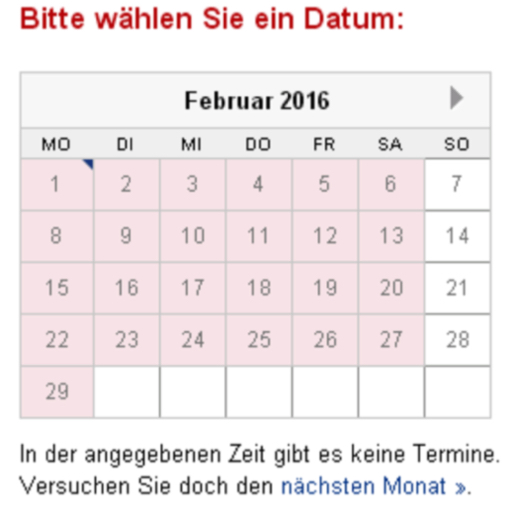 Bitte wählen Sie ein Datum:
Februar 2016
MO DI MI DO FR SA SO
1 2 3 4 5 6 7
8 9 10 11 12 13 14
15 16 17 18 19 20 21
22 23 24 25 26 27 28
29
In der angegebenen Zeit gibt es keine Termine.
Versuchen Sie doch den nächsten Monat ».